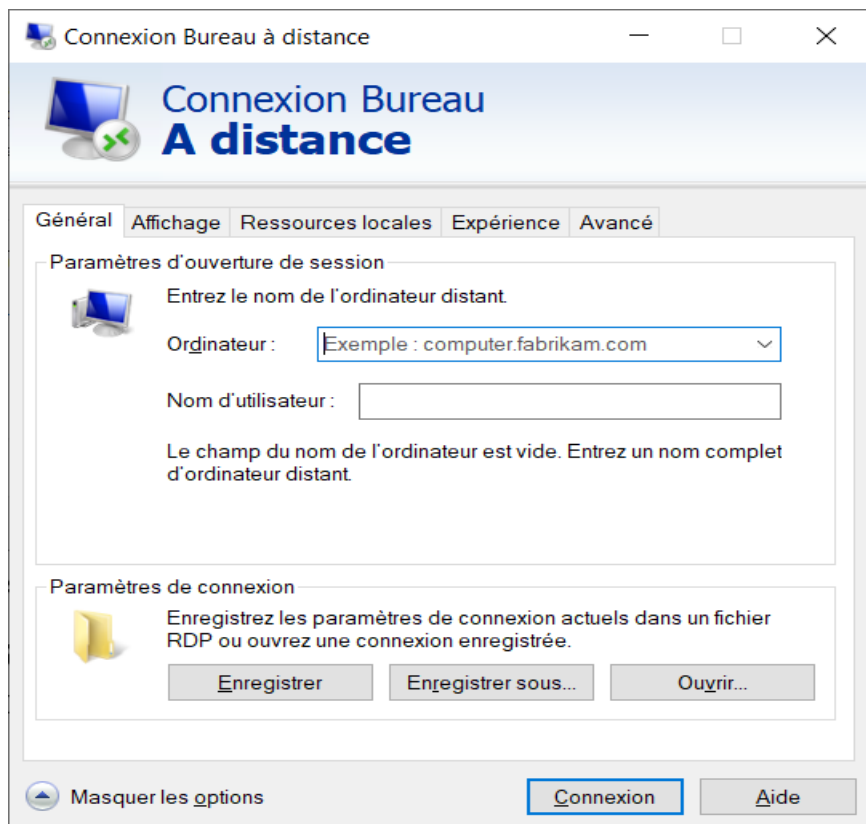 Connexion Bureau à distance
Connexion Bureau
A distance
Général Affichage Ressources locales Expérience Avancé
Paramètres d'ouverture de session
Entrez le nom de l'ordinateur distant.
Ordinateur : Exemple : computer.fabrikam.com
Nom d'utilisateur :
Le champ du nom de l'ordinateur est vide. Entrez un nom complet
d'ordinateur distant.
Paramètres de connexion
Enregistrez les paramètres de connexion actuels dans un fichier
RDP ou ouvrez une connexion enregistrée.
Enregistrer Enregistrer sous... Ouvrir...
Masquer les options Connexion Aide